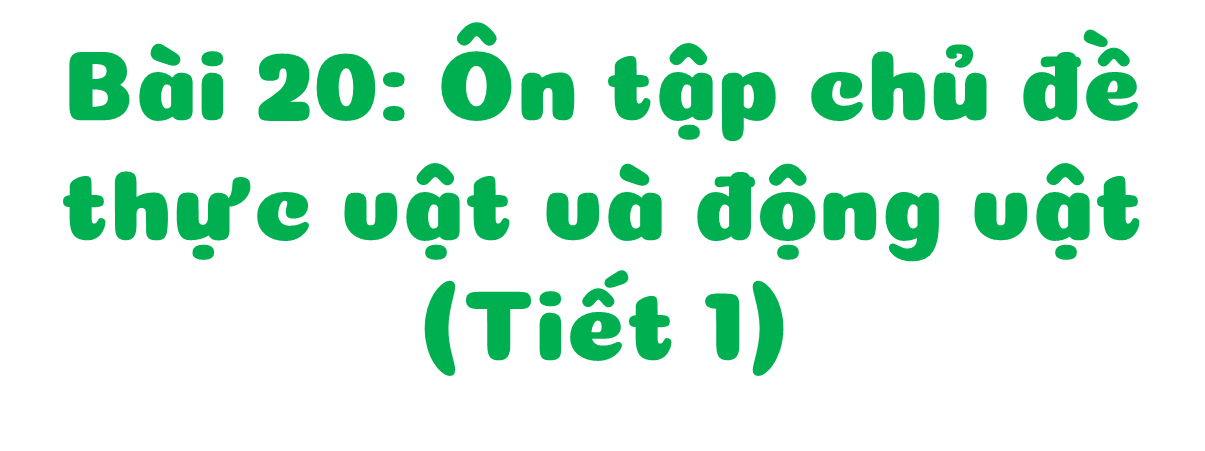 Bài 20: Ôn tập chủ đề
thực vật và động vật
(Tiết 1)